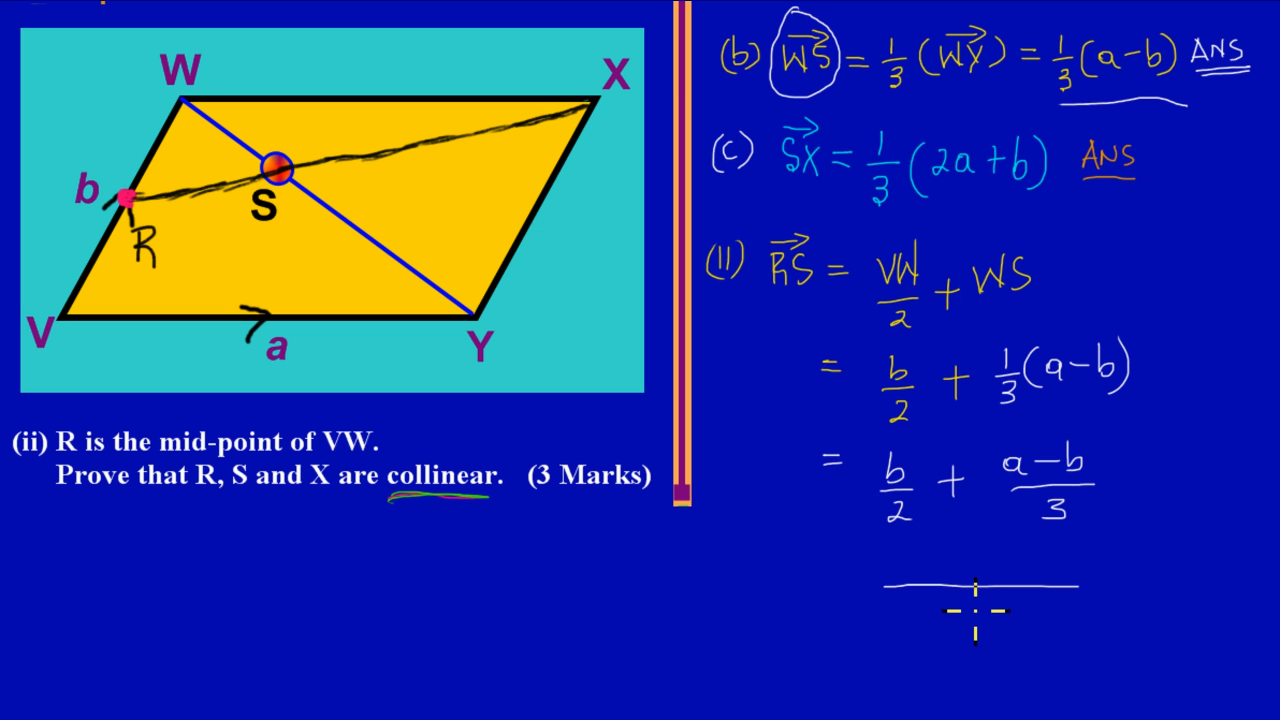 W
X
b
S
R
V
a
Y
(ii) R is the mid-point of VW.
Prove that R, S and X are collinear. (3 Marks)
(b) WS = 1/3 (WY) = 1/3 (a-b) ANS
(c) SX = 1/3 (2a+b) ANS
(11) RS = VW/2 + WS
= b/2 + 1/3 (a-b)
= b/2 + a-b/3